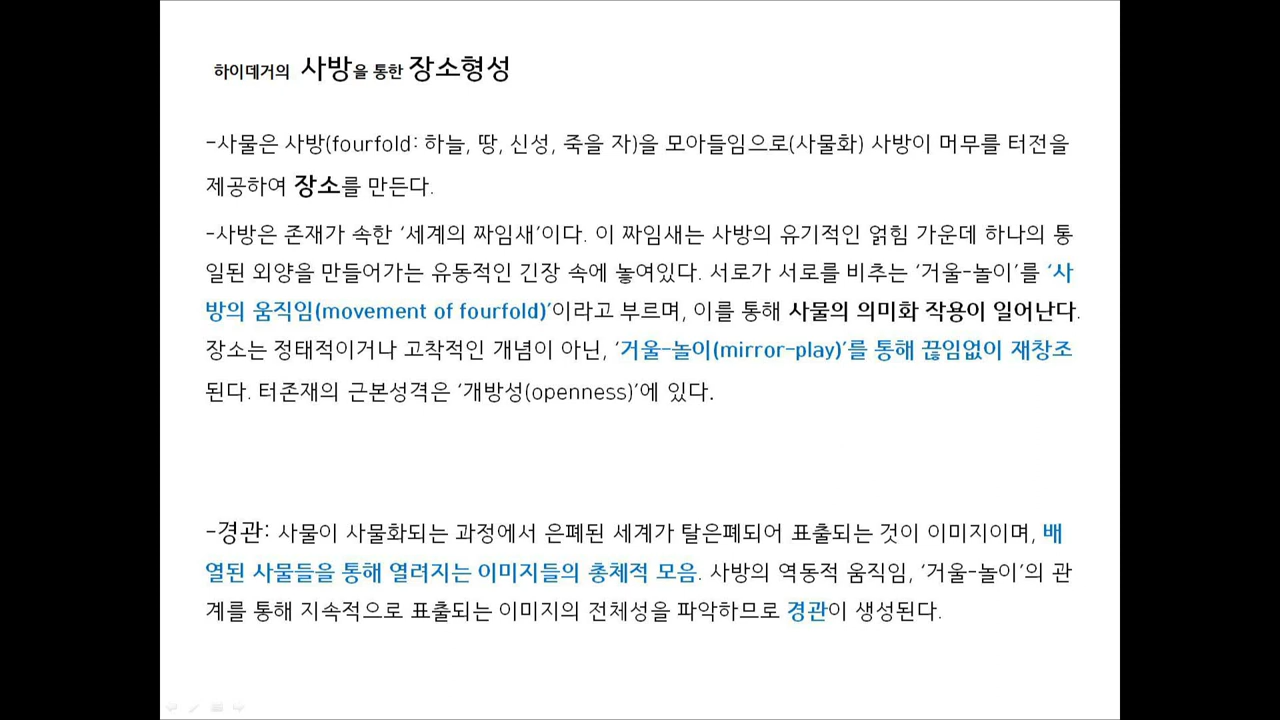 하이데거의 사방을 통한 장소형성
-사물은 사방(fourfold: 하늘, 땅, 신성, 죽을 자)을 모아들임으로(사물화) 사방이 머무를 터전을
제공하여 장소를 만든다.
-사방은 존재가 속한 ‘세계의 짜임새’이다. 이 짜임새는 사방의 유기적인 얽힘 가운데 하나의 통
일된 외양을 만들어가는 유동적인 긴장 속에 놓여있다. 서로가 서로를 비추는 ‘거울-놀이’를 ‘사
방의 움직임(movement of fourfold)’이라고 부르며, 이를 통해 사물의 의미화 작용이 일어난다.
장소는 정태적이거나 고착적인 개념이 아닌, ‘거울-놀이(mirror-play)’를 통해 끊임없이 재창조
된다. 터존재의 근본성격은 ‘개방성(openness)’에 있다.
-경관: 사물이 사물화되는 과정에서 은폐된 세계가 탈은폐되어 표출되는 것이 이미지이며, 배
열된 사물들을 통해 열려지는 이미지들의 총체적 모음. 사방의 역동적 움직임, ‘거울-놀이’의 관
계를 통해 지속적으로 표출되는 이미지의 전체성을 파악하므로 경관이 생성된다.